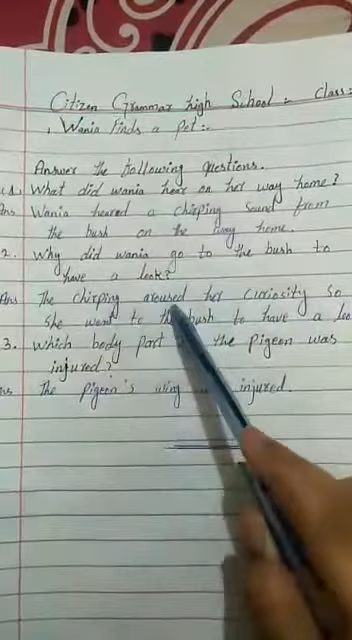 Citizen Grammar high School :- Class:
Wania Finds a Pet:-
Answer the following questions.
What did wania hear on her way home?
Ans Wania heared a chirping sound from
the bush on the way home.
2. Why did wania go to the bush to
have a look?
Ans The chirping aroused her curiosity so
She went to the bush to have a
3. Which body part the pigeon was
injured?
The pigeon's wing injured.